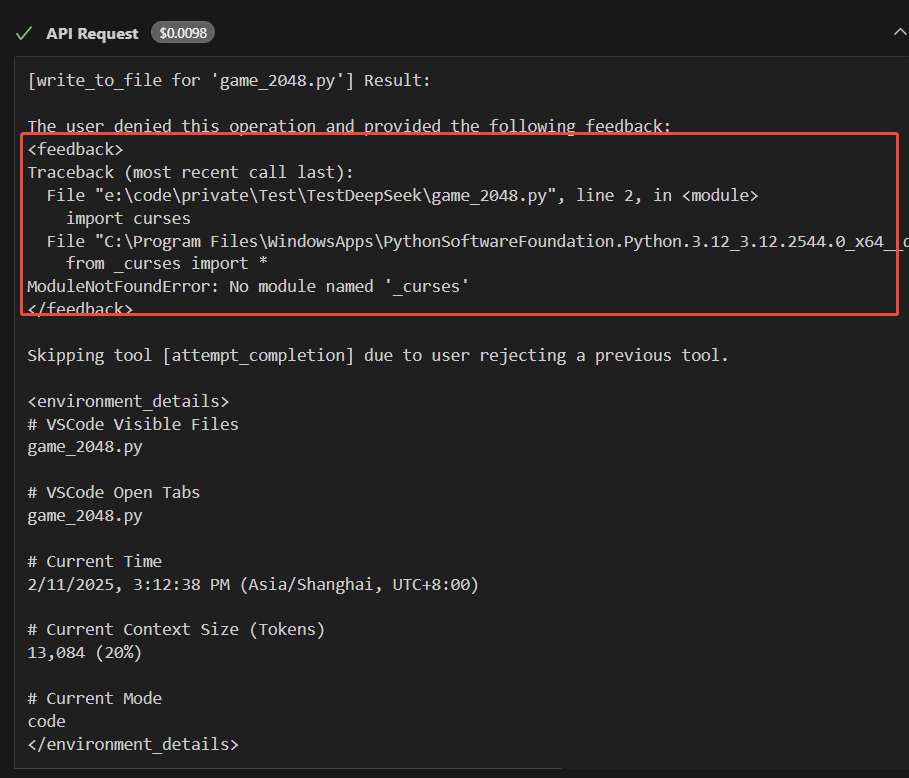 API Request $0.0098
[write_to_file for 'game_2048.py'] Result:
The user denied this operation and provided the following feedback:
<feedback>
Traceback (most recent call last):
  File "e:\code\private\Test\TestDeepSeek\game_2048.py", line 2, in <module>
    import curses
  File "C:\Program Files\WindowsApps\PythonSoftwareFoundation.Python.3.12_3.12.2544.0_x64__
    from _curses import *
ModuleNotFoundError: No module named '_curses'
</feedback>
Skipping tool [attempt_completion] due to user rejecting a previous tool.
<environment_details>
# VSCode Visible Files
game_2048.py
# VSCode Open Tabs
game_2048.py
# Current Time
2/11/2025, 3:12:38 PM (Asia/Shanghai, UTC+8:00)
# Current Context Size (Tokens)
13,084 (20%)
# Current Mode
code
</environment_details>